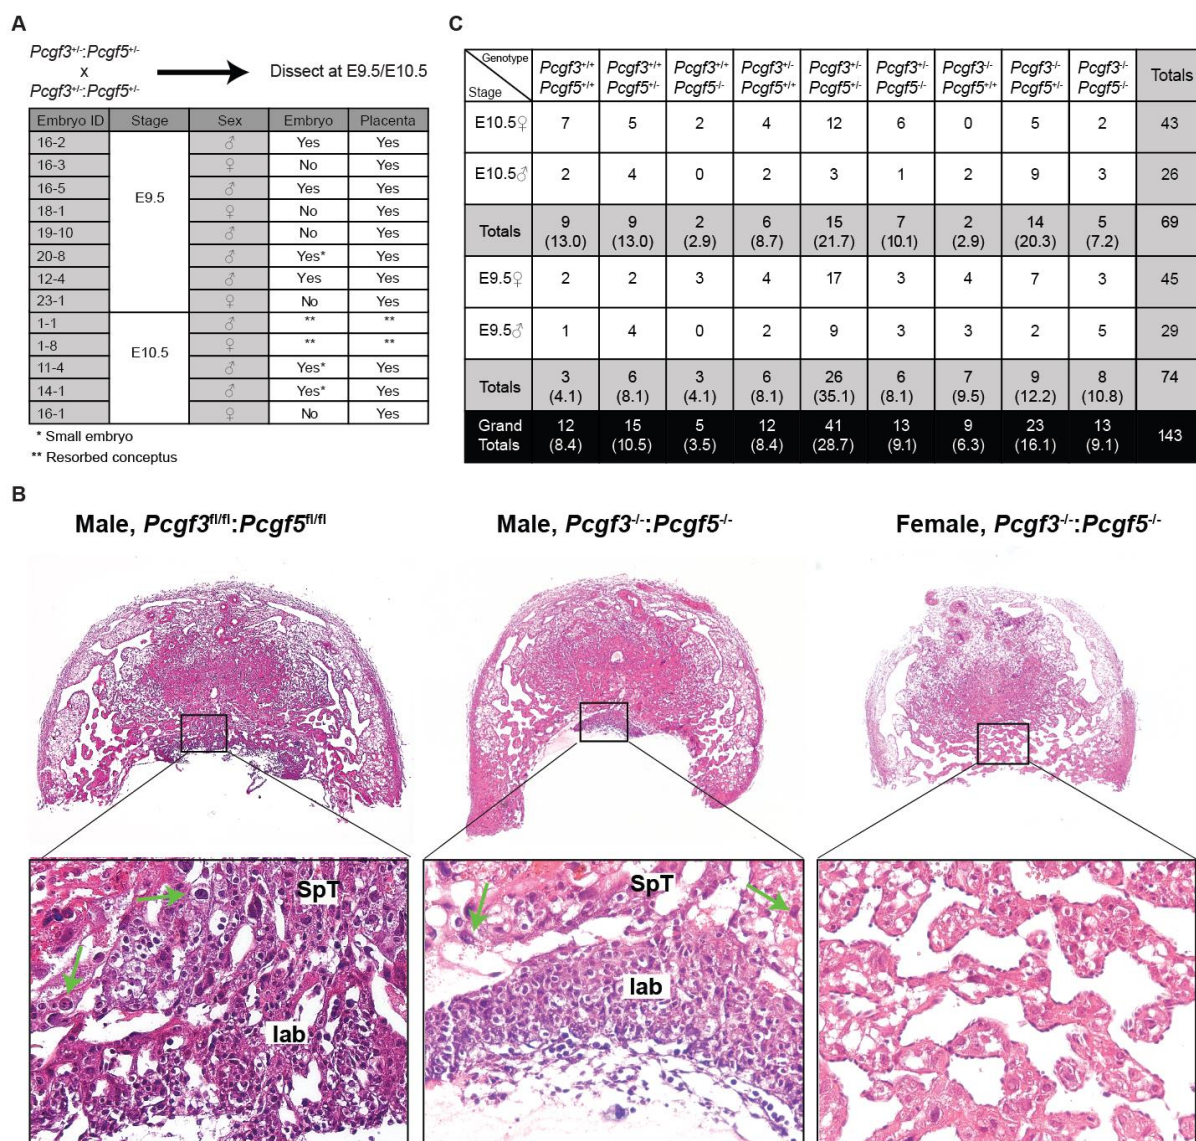 A
Pcgf3+/-:Pcgf5+/-
x
Pcgf3+/-:Pcgf5+/-
Dissect at E9.5/E10.5
Embryo ID Stage Sex Embryo Placenta
16-2 ♂ Yes Yes
16-3 ♀ No Yes
16-5 ♂ Yes Yes
E9.5
18-1 ♀ No Yes
19-10 ♂ No Yes
20-8 ♂ Yes* Yes
12-4 ♂ Yes Yes
23-1 ♀ No Yes
1-1 ♂ ** **
1-8 ♀ ** **
E10.5
11-4 ♂ Yes* Yes
14-1 ♂ Yes* Yes
16-1 ♀ No Yes
* Small embryo
** Resorbed conceptus
C
Genotype
Stage
Pcgf3+/+ Pcgf3+/+ Pcgf3+/+ Pcgf3+/- Pcgf3+/- Pcgf3+/- Pcgf3-/- Pcgf3-/- Pcgf3-/- Totals
Pcgf5+/+ Pcgf5+/- Pcgf5-/- Pcgf5+/+ Pcgf5+/- Pcgf5-/- Pcgf5+/+ Pcgf5+/- Pcgf5-/-
E10.5♀ 7 5 2 4 12 6 0 5 2 43
E10.5♂ 2 4 0 2 3 1 2 9 3 26
Totals 9 9 2 6 15 7 2 14 5 69
(13.0) (13.0) (2.9) (8.7) (21.7) (10.1) (2.9) (20.3) (7.2)
E9.5♀ 2 2 3 4 17 3 4 7 3 45
E9.5♂ 1 4 0 2 9 3 3 2 5 29
Totals 3 6 3 6 26 6 7 9 8 74
(4.1) (8.1) (4.1) (8.1) (35.1) (8.1) (9.5) (12.2) (10.8)
Grand Totals 12 15 5 12 41 13 9 23 13 143
(8.4) (10.5) (3.5) (8.4) (28.7) (9.1) (6.3) (16.1) (9.1)
B
Male, Pcgf3fl/fl:Pcgf5fl/fl
Male, Pcgf3-/-:Pcgf5-/-
Female, Pcgf3-/-:Pcgf5-/-
SpT
lab
SpT
lab